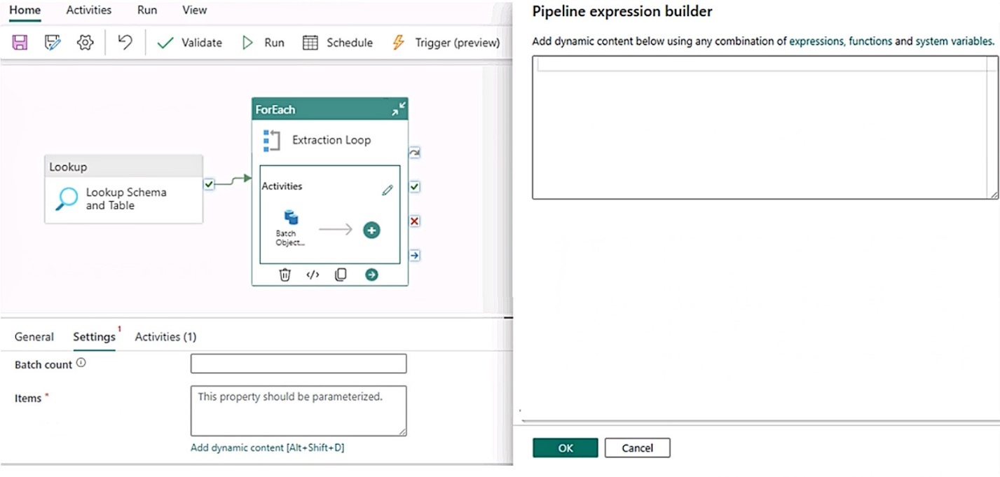 Home Activities Run View
Validate Run Schedule Trigger (preview)
ForEach
Extraction Loop
Lookup
Lookup Schema
and Table
Activities
Batch
Object...
</>
General Settings 1 Activities (1)
Batch count
Items *
This property should be parameterized.
Add dynamic content [Alt+Shift+D]
Pipeline expression builder
Add dynamic content below using any combination of expressions, functions and system variables.
OK Cancel